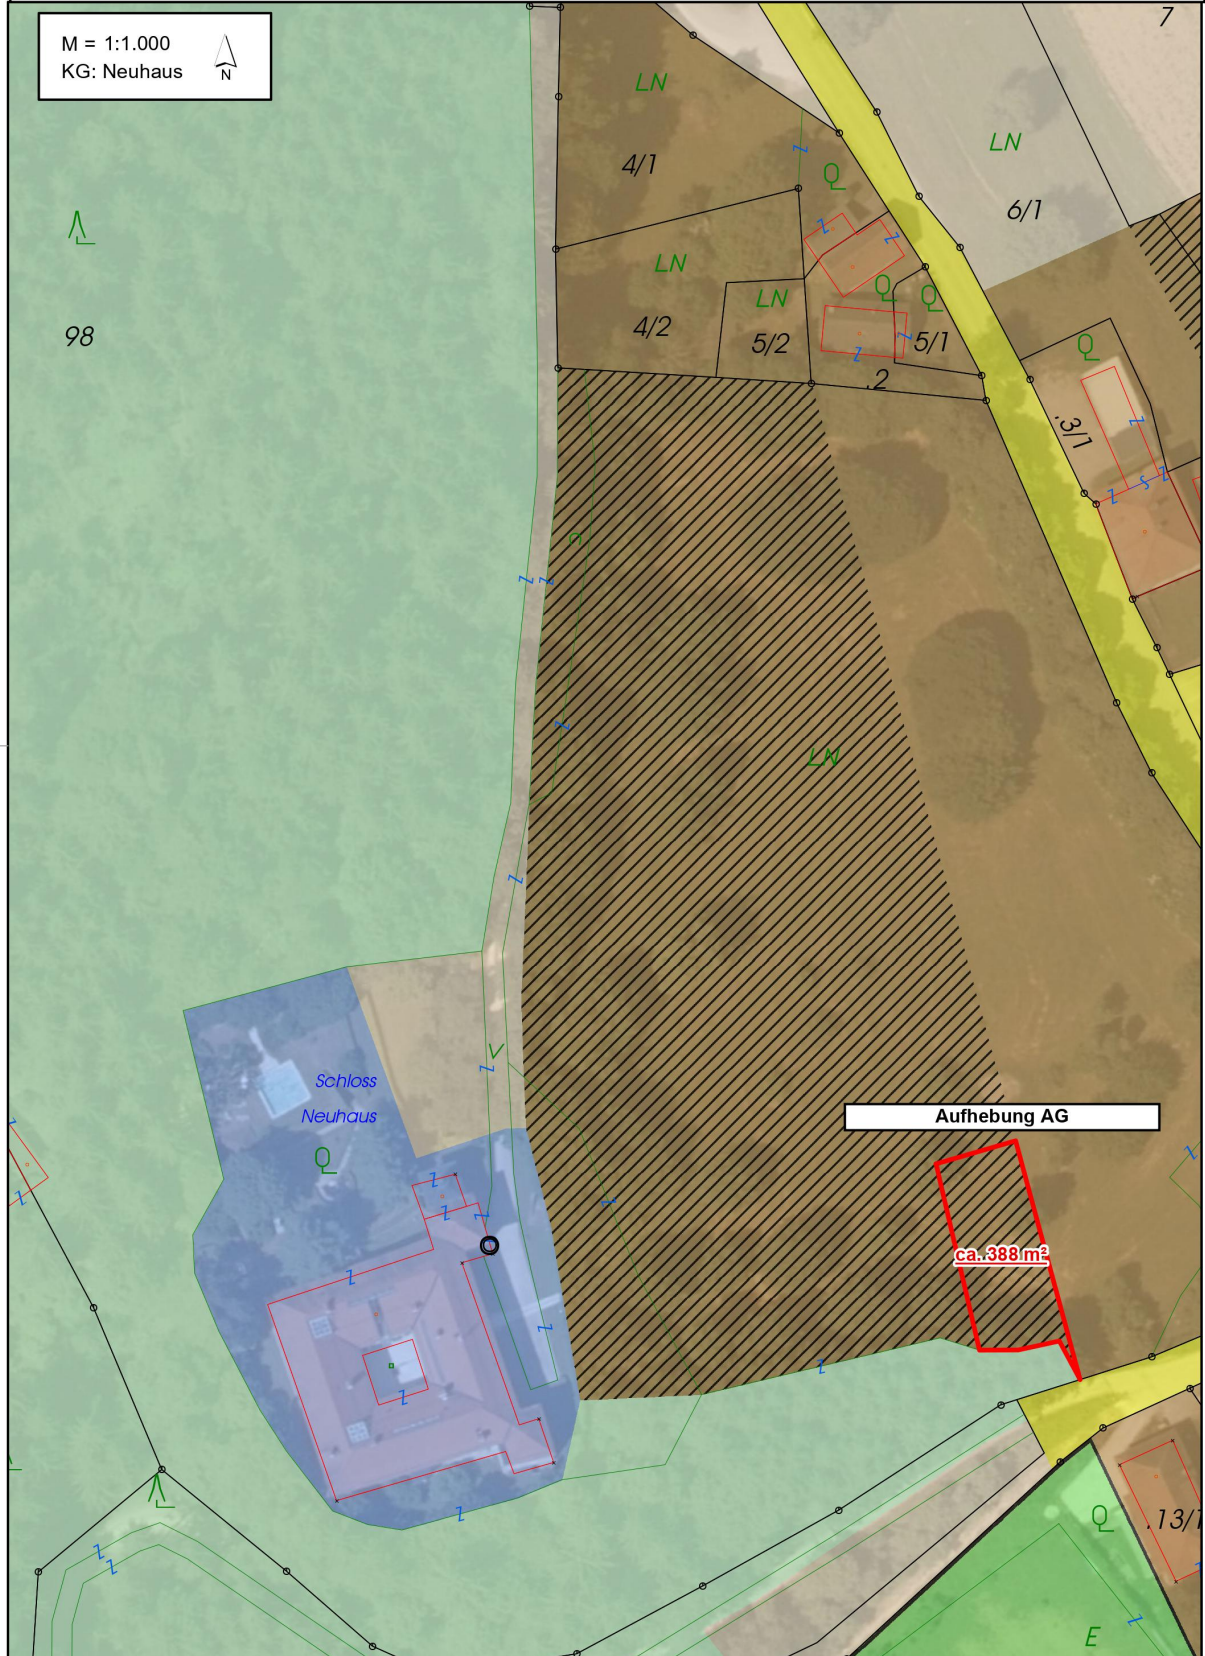 M = 1:1.000
KG: Neuhaus
N
7
LN
LN
4/1
Q
6/1
98
LN
LN
Q
Q
4/2
5/2
5/1
Q
.2
.3/1
LN
Schloss
Neuhaus
Aufhebung AG
Q
ca. 388 m²
Q
.13/1
E